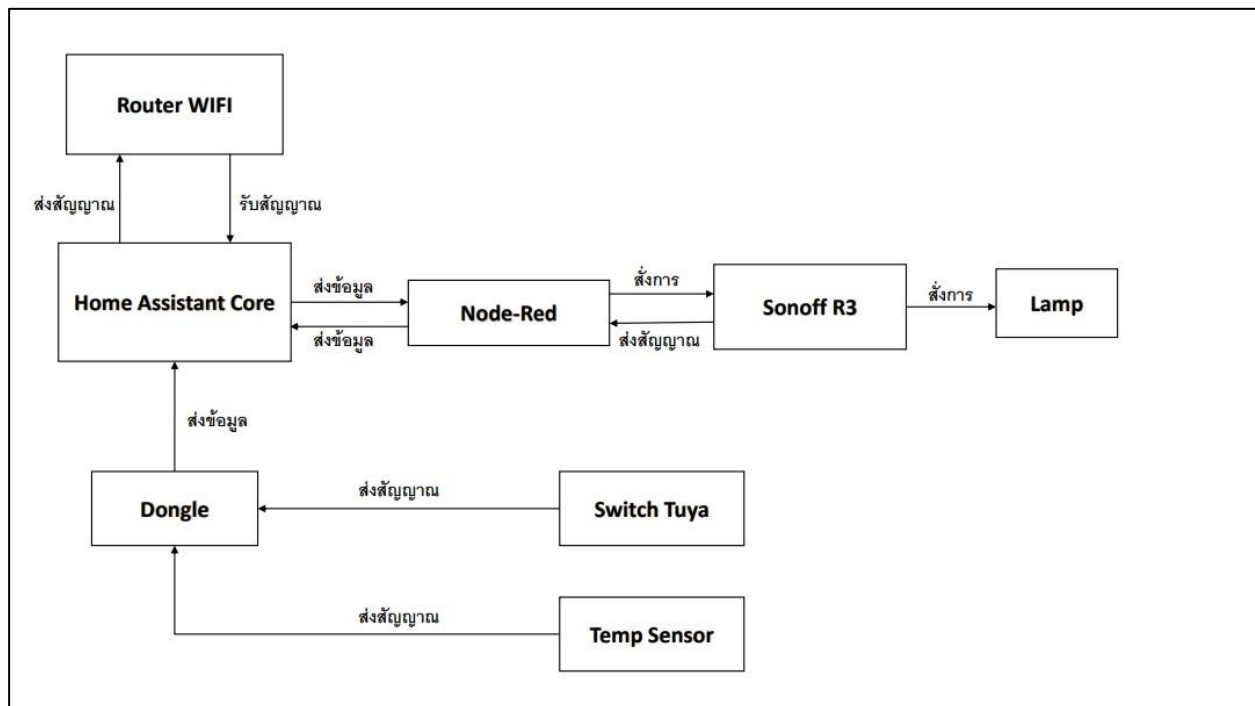 Router WIFI
ส่งสัญญาณ
รับสัญญาณ
Home Assistant Core
ส่งข้อมูล
ส่งข้อมูล
Node-Red
สั่งการ
ส่งสัญญาณ
Sonoff R3
สั่งการ
Lamp
ส่งข้อมูล
Dongle
ส่งสัญญาณ
Switch Tuya
ส่งสัญญาณ
Temp Sensor